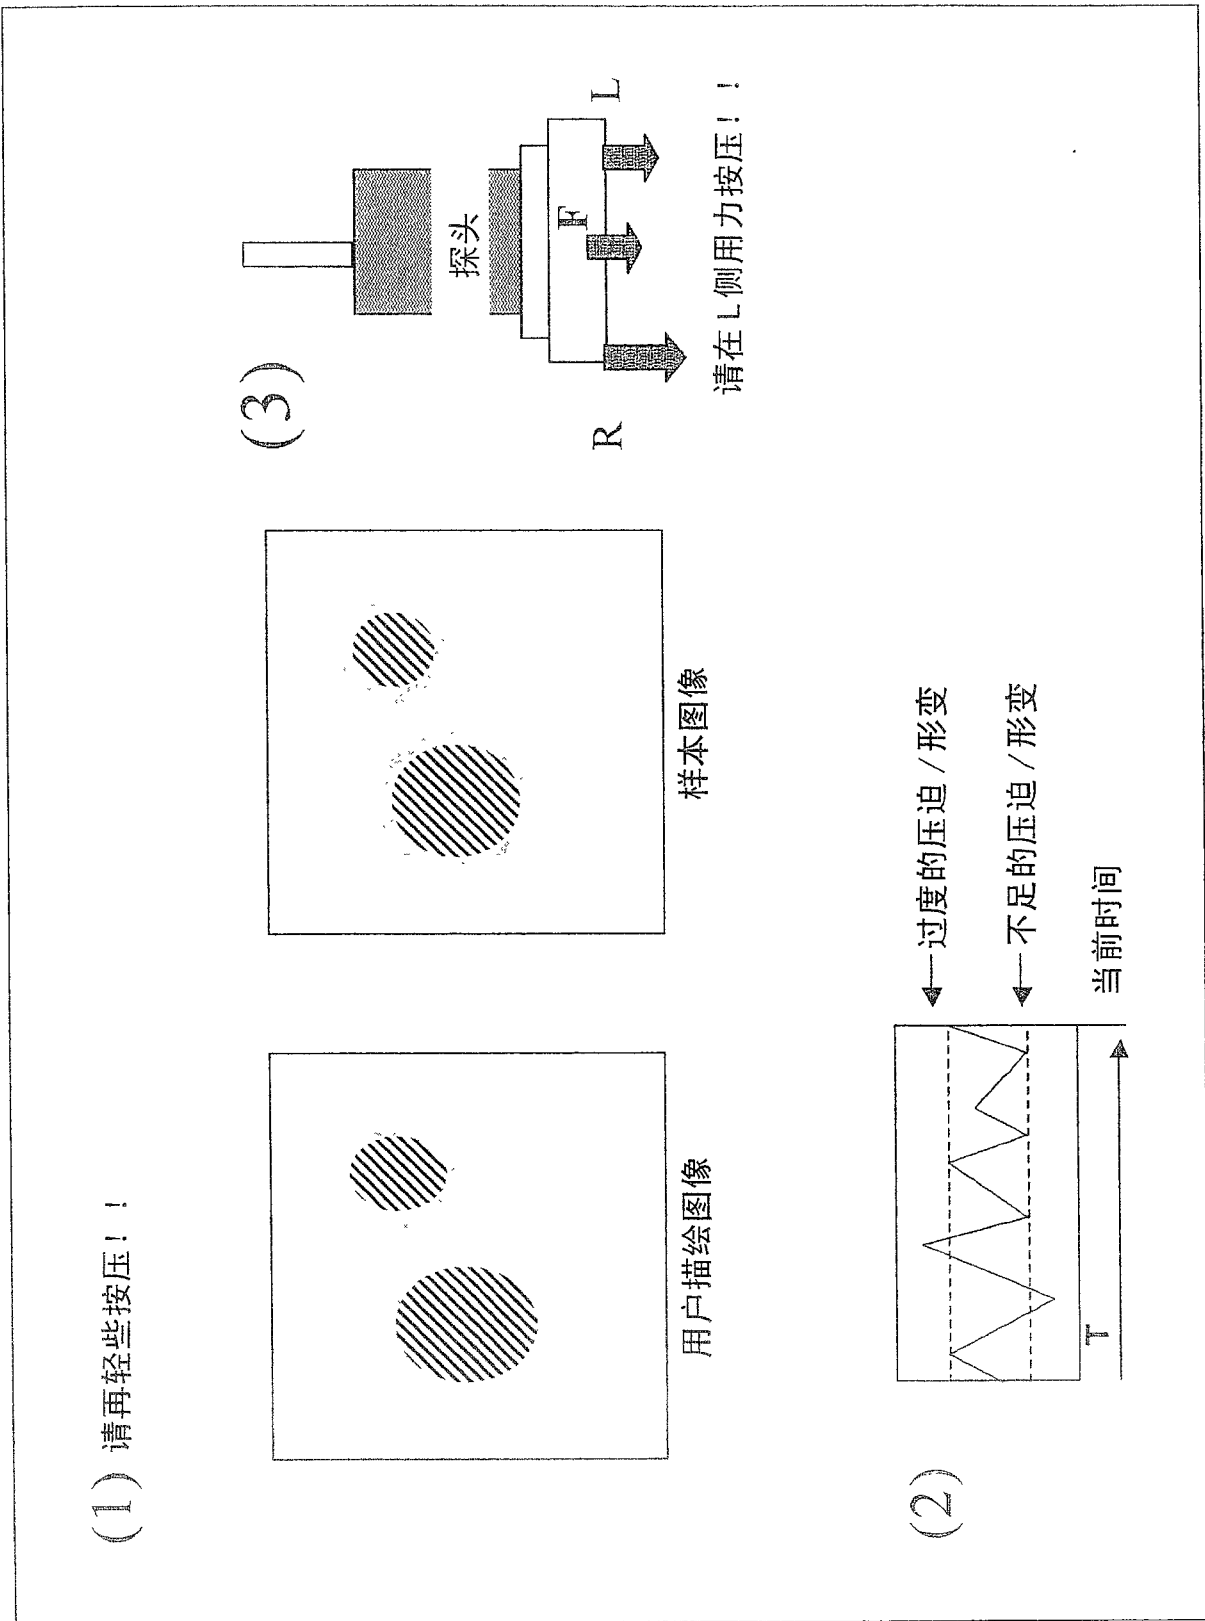 (1) 请再轻些按压！！
(3)
探头
F
R
L
请在L侧用力按压！！
用户描绘图像
样本图像
(2)
过度的压迫/形变
不足的压迫/形变
T
当前时间